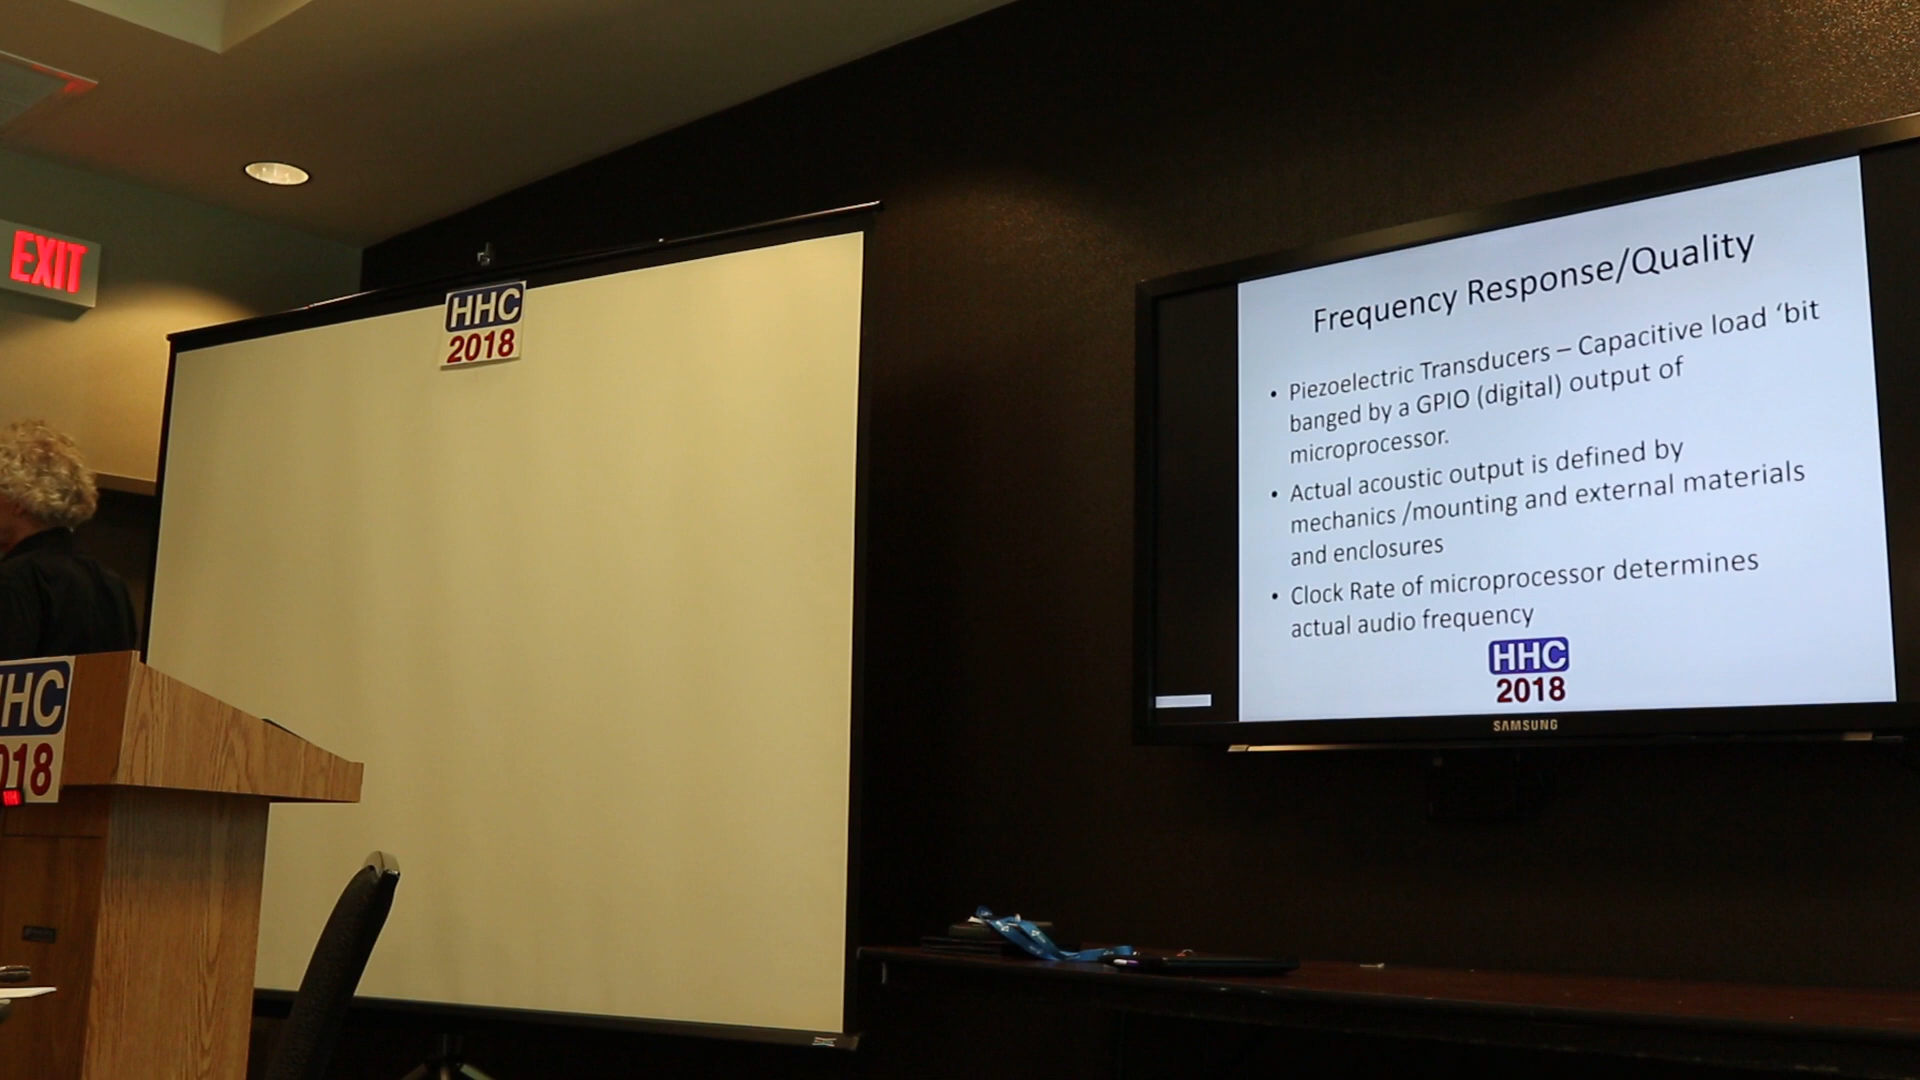 EXIT
HHC
2018
HC
018
Frequency Response/Quality
• Piezoelectric Transducers – Capacitive load ‘bit
banged by a GPIO (digital) output of
microprocessor.
• Actual acoustic output is defined by
mechanics /mounting and external materials
and enclosures
• Clock Rate of microprocessor determines
actual audio frequency
HHC
2018
SAMSUNG